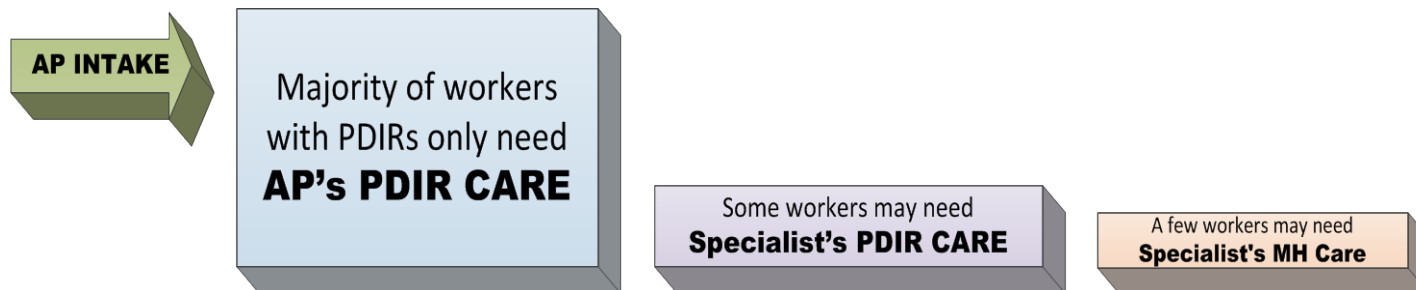 AP INTAKE
Majority of workers
with PDIRs only need
AP's PDIR CARE
Some workers may need
Specialist's PDIR CARE
A few workers may need
Specialist's MH Care